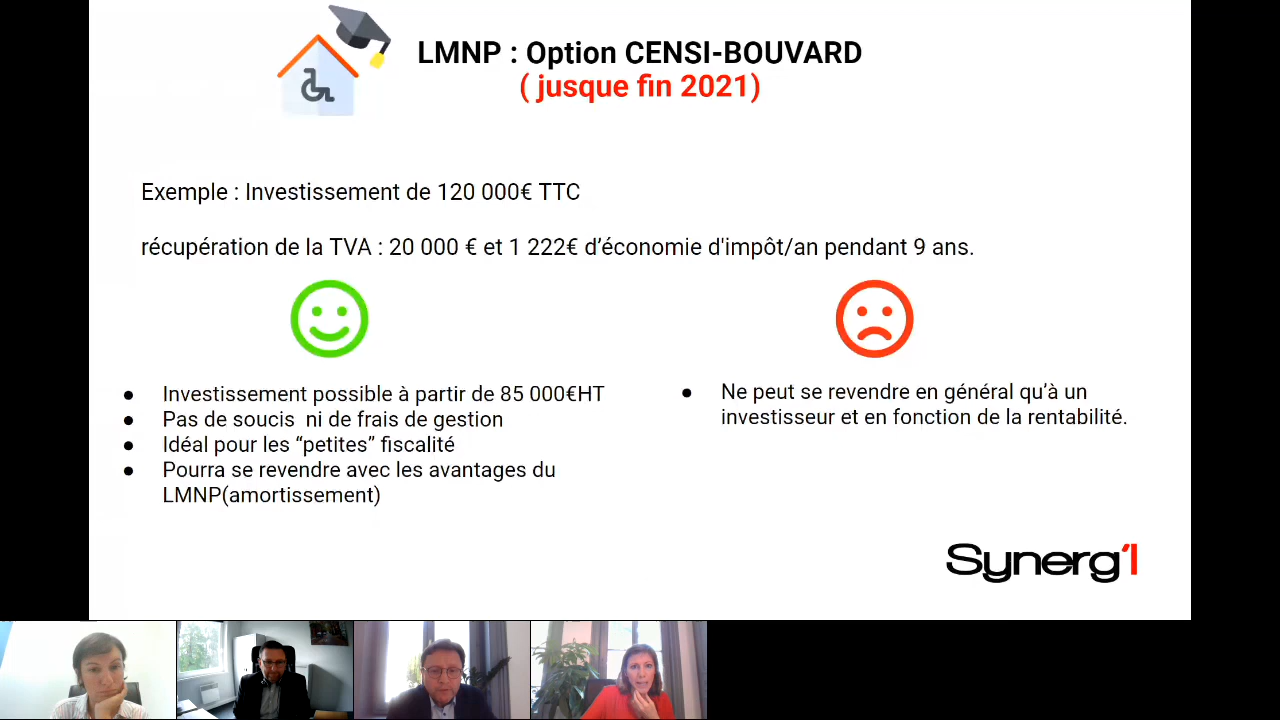 LMNP : Option CENSI-BOUVARD
( jusque fin 2021)
Exemple : Investissement de 120 000€ TTC
récupération de la TVA : 20 000 € et 1 222€ d’économie d'impôt/an pendant 9 ans.
● Investissement possible à partir de 85 000€HT
● Pas de soucis  ni de frais de gestion
● Idéal pour les “petites” fiscalité
● Pourra se revendre avec les avantages du
LMNP(amortissement)
● Ne peut se revendre en général qu’à un
investisseur et en fonction de la rentabilité.
Synerg'1